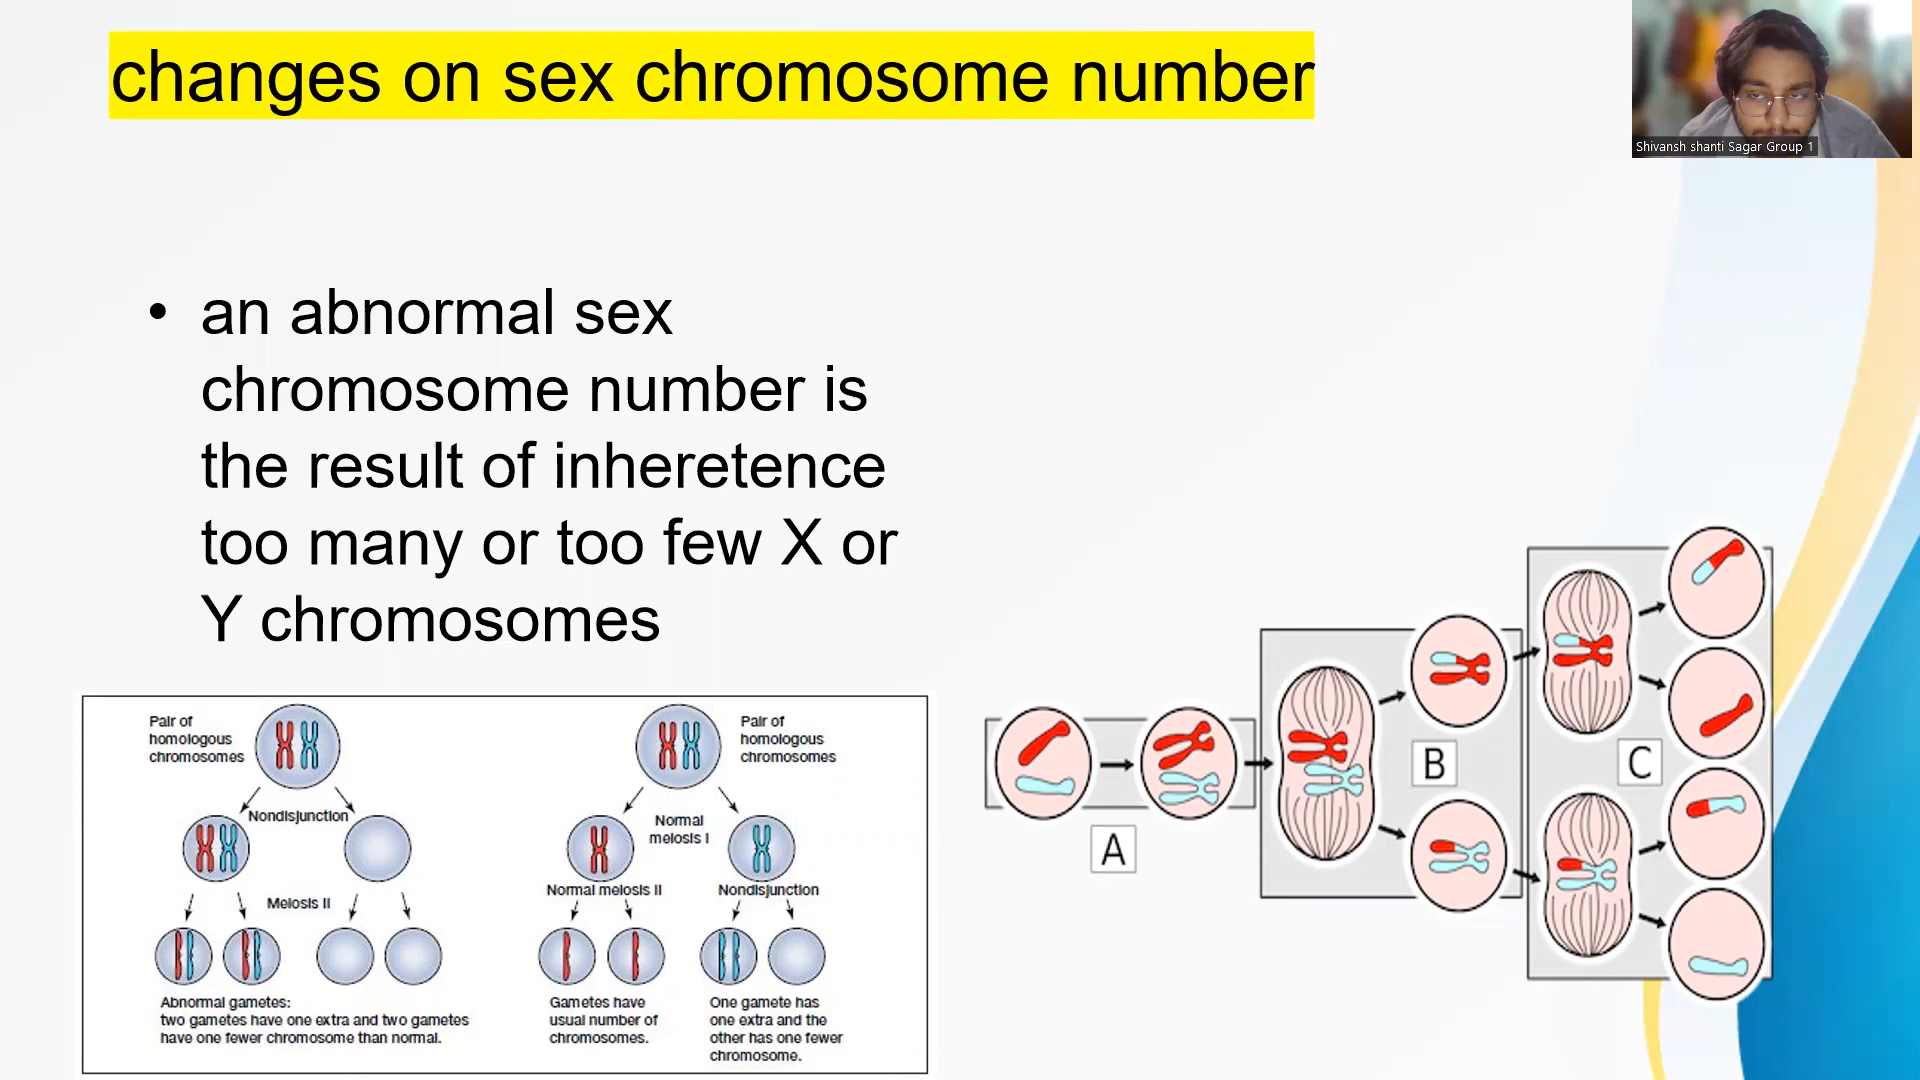 changes on sex chromosome number
Shivansh shanti Sagar Group 1
• an abnormal sex
chromosome number is
the result of inheretence
too many or too few X or
Y chromosomes
Pair of
homologous
chromosomes
Nondisjunction
Meiosis II
Abnormal gametes:
two gametes have one extra and two gametes
have one fewer chromosome than normal.
Pair of
homologous
chromosomes
Normal
meiosis I
Normal meiosis II
Nondisjunction
Gametes have
usual number of
chromosomes.
One gamete has
one extra and the
other has one fewer
chromosome.
A
B
C